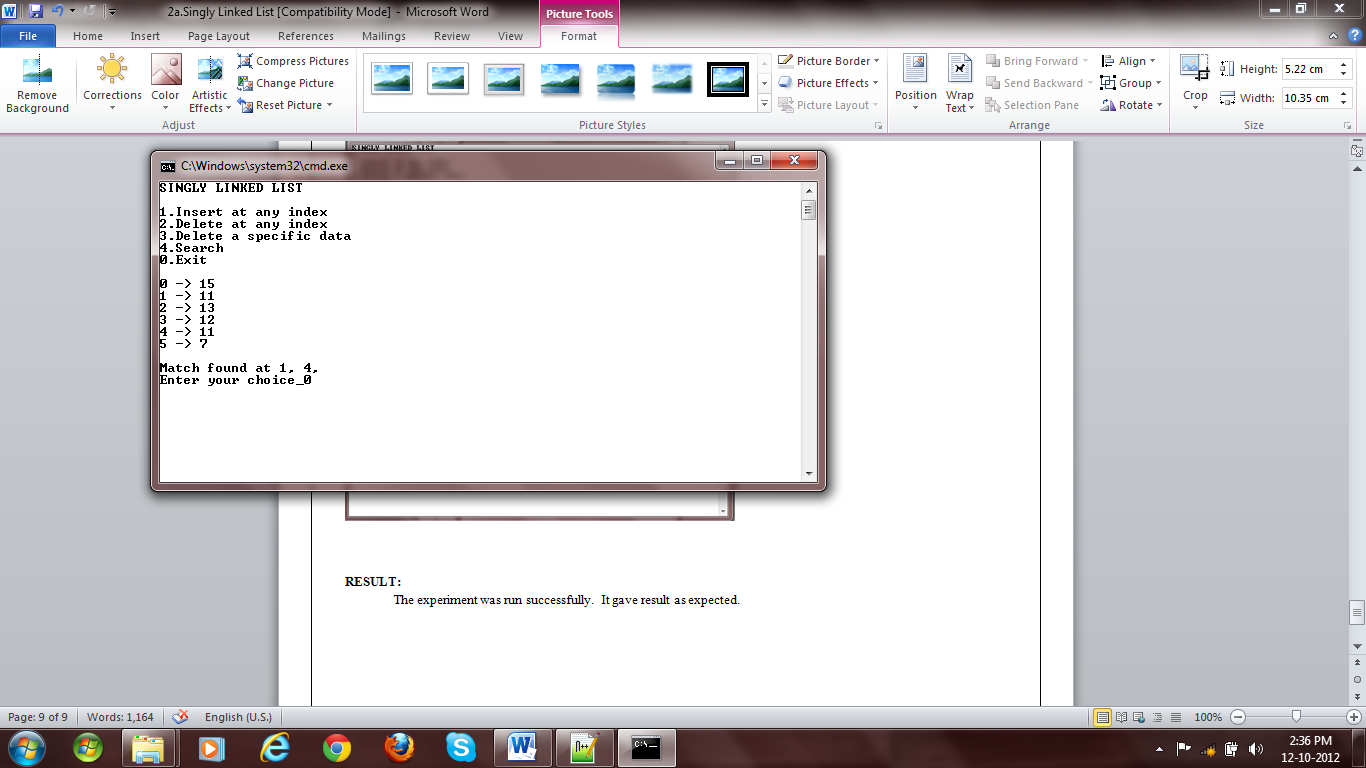 2a.Singly Linked List [Compatibility Mode] - Microsoft Word
Picture Tools
File Home Insert Page Layout References Mailings Review View Format
Remove Background
Corrections
Color
Artistic Effects
Compress Pictures
Change Picture
Reset Picture
Adjust
Picture Styles
Picture Border
Picture Effects
Picture Layout
Position
Wrap Text
Bring Forward
Send Backward
Selection Pane
Align
Group
Rotate
Arrange
Crop
Height: 5.22 cm
Width: 10.35 cm
Size
SINGLY LINKED LIST
C:\Windows\system32\cmd.exe
SINGLY LINKED LIST
1.Insert at any index
2.Delete at any index
3.Delete a specific data
4.Search
0.Exit
0 -> 15
1 -> 11
2 -> 13
3 -> 12
4 -> 11
5 -> 7
Match found at 1, 4,
Enter your choice_0
RESULT:
The experiment was run successfully. It gave result as expected.
Page: 9 of 9 Words: 1,164 English (U.S.) 100%
2:36 PM
12-10-2012